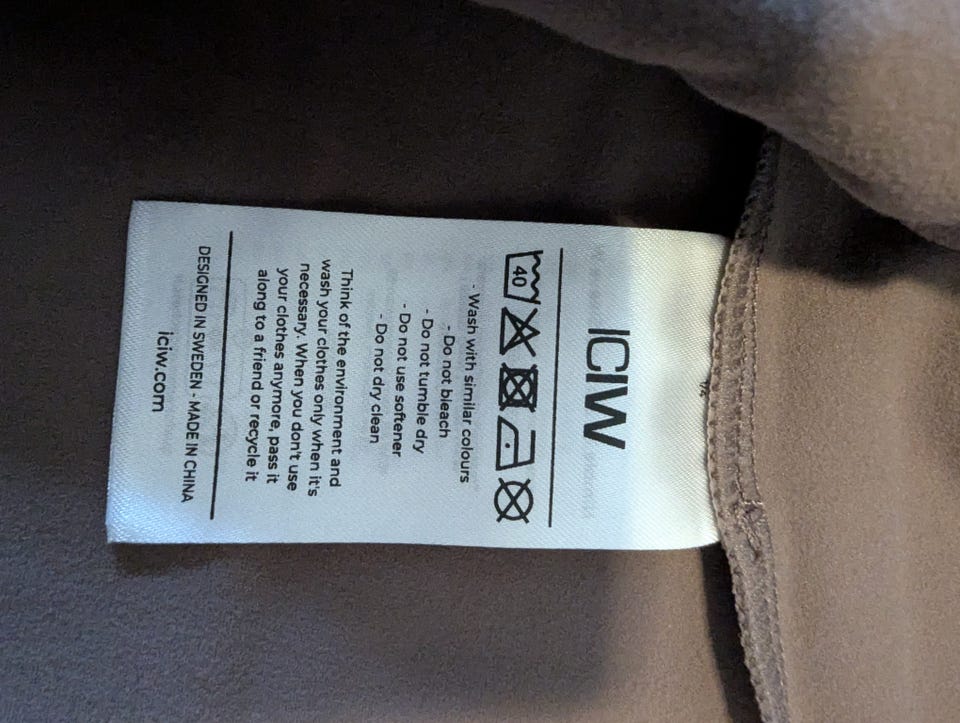 ICIW
40
- Wash with similar colours
- Do not bleach
- Do not tumble dry
- Do not use softener
- Do not dry clean
Think of the environment and
wash your clothes only when it's
necessary. When you don't use
your clothes anymore, pass it
along to a friend or recycle it
DESIGNED IN SWEDEN - MADE IN CHINA
iciw.com